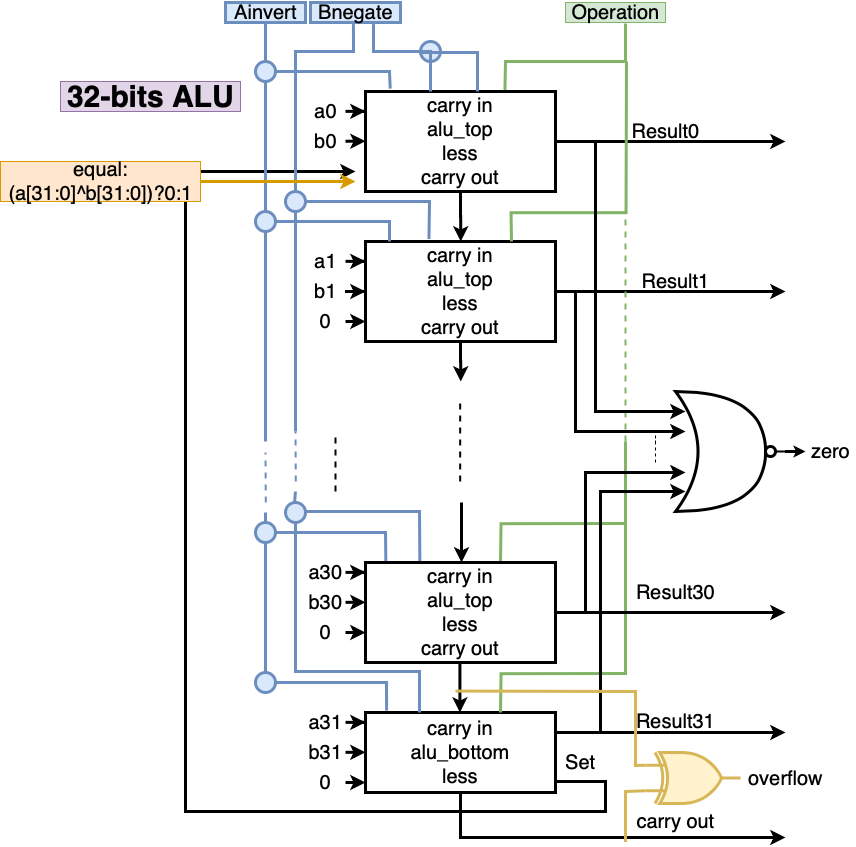 Ainvert
Bnegate
Operation
32-bits ALU
a0
b0
carry in
alu_top
less
carry out
Result0
equal:
(a[31:0]^b[31:0])?0:1
a1
b1
0
carry in
alu_top
less
carry out
Result1
zero
a30
b30
0
carry in
alu_top
less
carry out
Result30
a31
b31
0
carry in
alu_bottom
less
Result31
Set
overflow
carry out